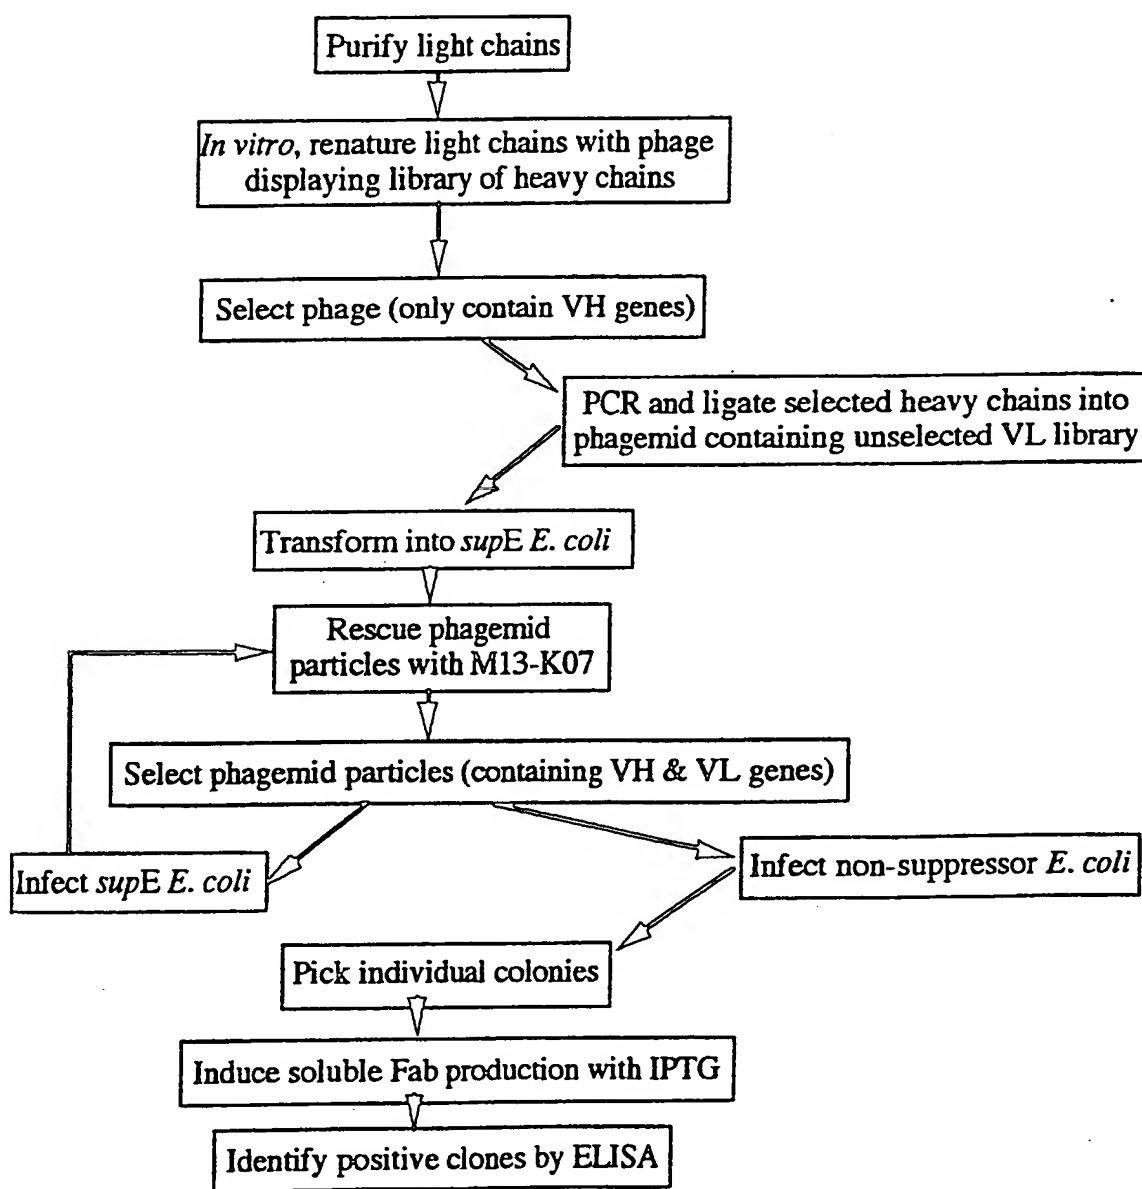 Purify light chains
In vitro, renature light chains with phage
displaying library of heavy chains
Select phage (only contain VH genes)
PCR and ligate selected heavy chains into
phagemid containing unselected VL library
Transform into supE E. coli
Rescue phagemid
particles with M13-K07
Select phagemid particles (containing VH & VL genes)
Infect supE E. coli
Infect non-suppressor E. coli
Pick individual colonies
Induce soluble Fab production with IPTG
Identify positive clones by ELISA